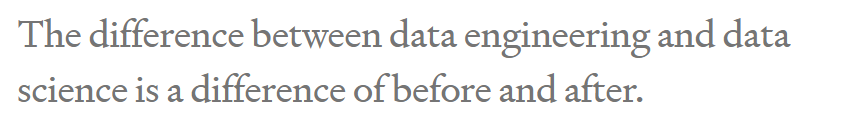 The difference between data engineering and data
science is a difference of before and after.